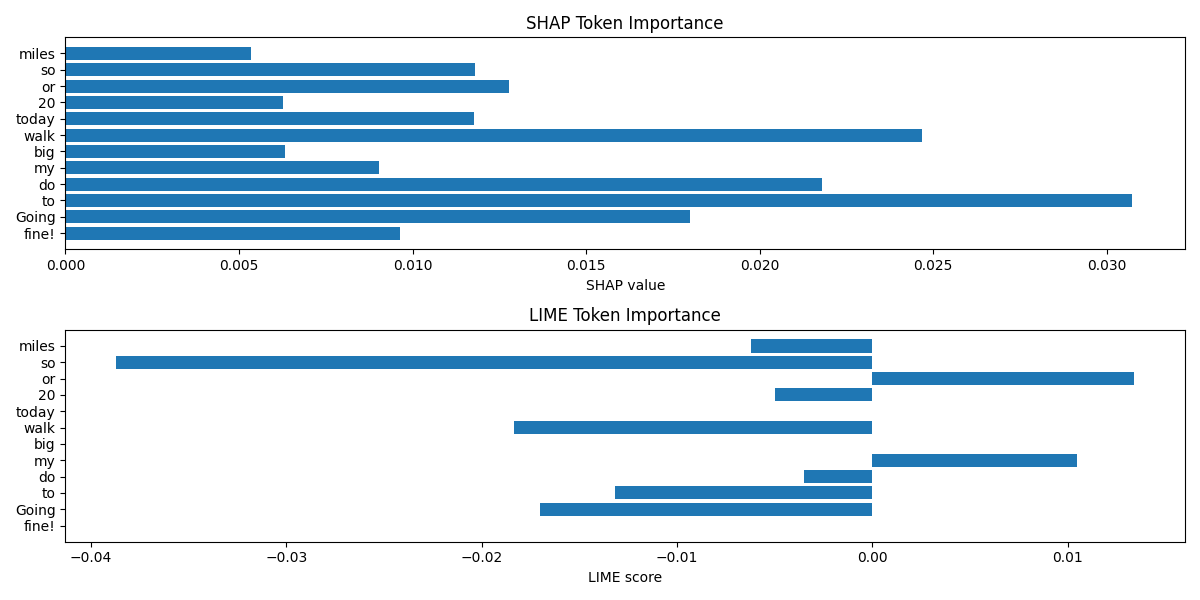 SHAP Token Importance
miles
so
or
20
today
walk
big
my
do
to
Going
fine!
0.000 0.005 0.010 0.015 0.020 0.025 0.030
SHAP value
LIME Token Importance
miles
so
or
20
today
walk
big
my
do
to
Going
fine!
−0.04 −0.03 −0.02 −0.01 0.00 0.01
LIME score